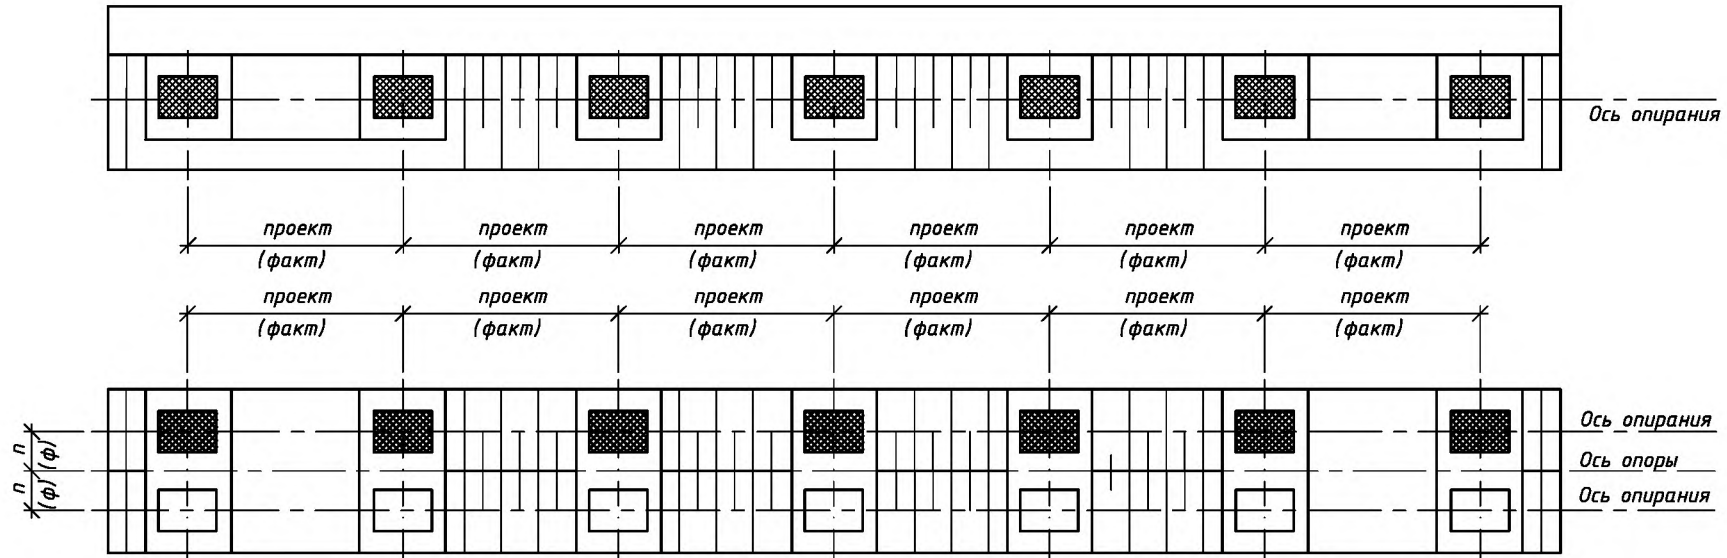 Ось опирания
проект проект проект проект проект проект
(факт) (факт) (факт) (факт) (факт) (факт)
проект проект проект проект проект проект
(факт) (факт) (факт) (факт) (факт) (факт)
Ось опирания
п
(ф)
Ось опоры
п
(ф)
Ось опирания